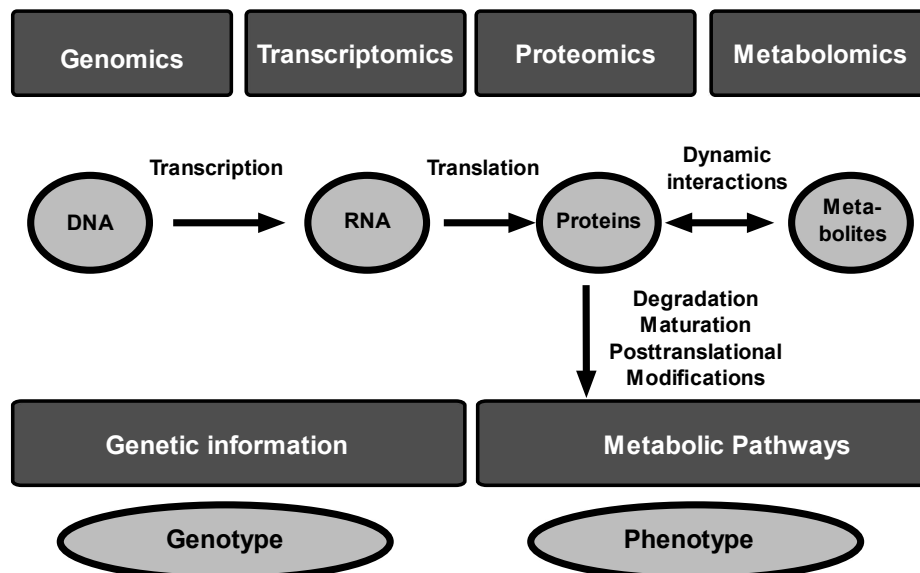 Genomics
Transcriptomics
Proteomics
Metabolomics
Transcription
Translation
Dynamic
interactions
DNA
RNA
Proteins
Meta-
bolites
Degradation
Maturation
Posttranslational
Modifications
Genetic information
Metabolic Pathways
Genotype
Phenotype